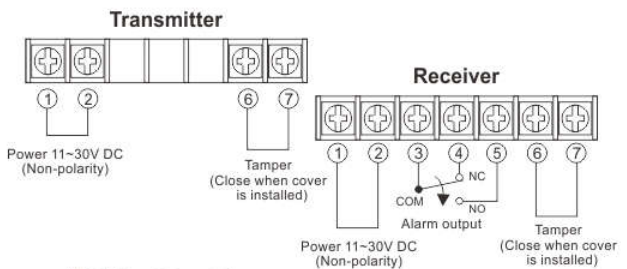 Transmitter
① ② ⑥ ⑦
Power 11~30V DC
(Non-polarity)
Tamper
(Close when cover
is installed)
Receiver
① ② ③ ④ ⑤ ⑥ ⑦
NC
COM
NO
Alarm output
Power 11~30V DC
(Non-polarity)
Tamper
(Close when cover
is installed)